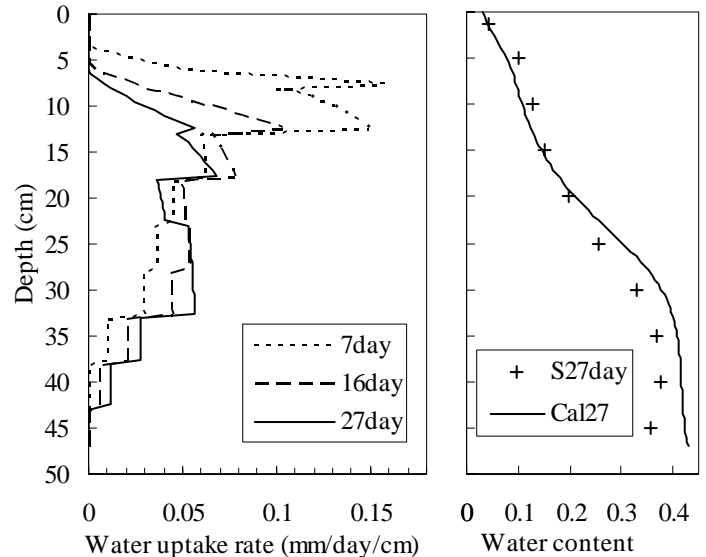 0
5
10
15
20
25
30
35
40
45
50
Depth (cm)
0
0.05
0.1
0.15
Water uptake rate (mm/day/cm)
7day
16day
27day
0
0.1
0.2
0.3
0.4
Water content
S27day
Cal27